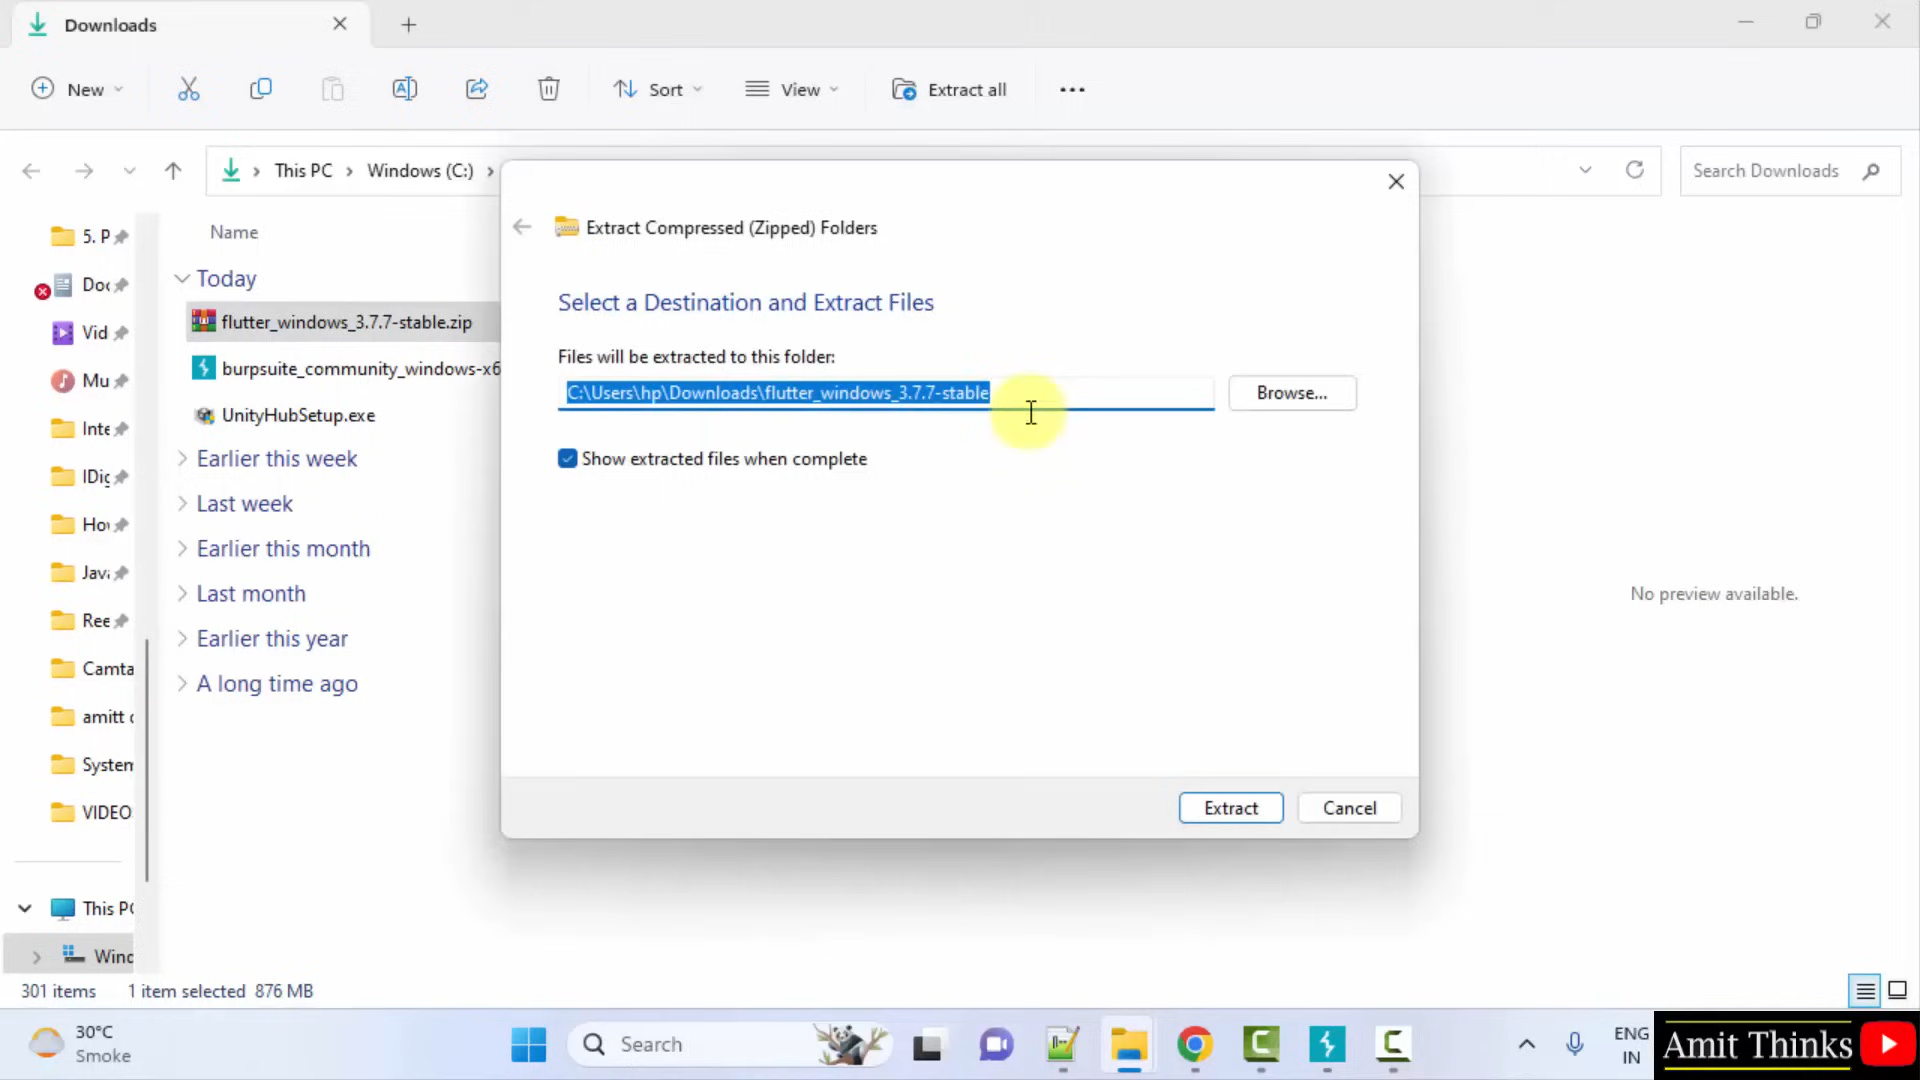 Downloads
New
Sort
View
Extract all
This PC
Windows (C:)
Search Downloads
5. P
Doc
Vid
Mu
Inte
IDig
Hov
Java
Ree
Camta
amitt c
System
VIDEO
This PC
Wind
Name
Today
flutter_windows_3.7.7-stable.zip
burpsuite_community_windows-x6
UnityHubSetup.exe
Earlier this week
Last week
Earlier this month
Last month
Earlier this year
A long time ago
Extract Compressed (Zipped) Folders
Select a Destination and Extract Files
Files will be extracted to this folder:
C:\Users\hp\Downloads\flutter_windows_3.7.7-stable
Browse...
Show extracted files when complete
Extract
Cancel
No preview available.
301 items
1 item selected 876 MB
30°C
Smoke
Search
ENG
IN
Amit Thinks